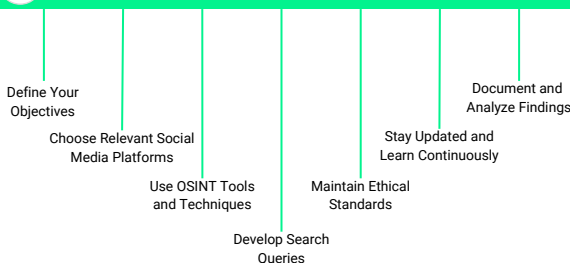 Define Your
Objectives
Choose Relevant Social
Media Platforms
Use OSINT Tools
and Techniques
Develop Search
Queries
Maintain Ethical
Standards
Stay Updated and
Learn Continuously
Document and
Analyze Findings